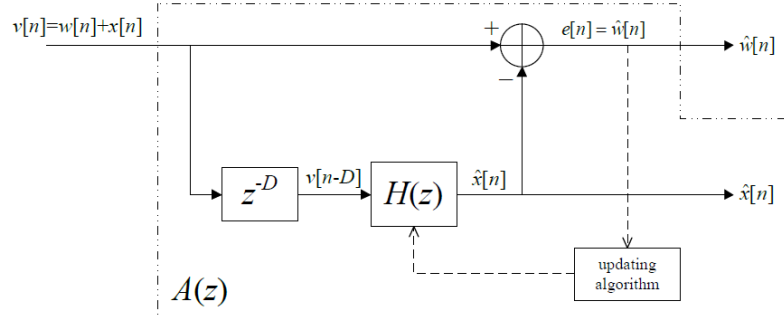 v[n]=w[n]+x[n]
+
e[n] = ŵ[n]
ŵ[n]
−
z^{-D}
v[n-D]
H(z)
x̂[n]
x̂[n]
updating
algorithm
A(z)